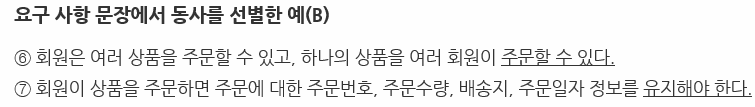 요구 사항 문장에서 동사를 선별한 예(B)
⑥ 회원은 여러 상품을 주문할 수 있고, 하나의 상품을 여러 회원이 주문할 수 있다.
⑦ 회원이 상품을 주문하면 주문에 대한 주문번호, 주문수량, 배송지, 주문일자 정보를 유지해야 한다.